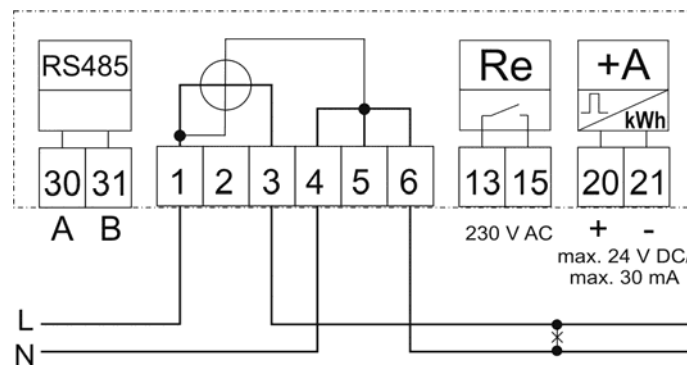 RS485
Re
+A
kWh
30 31
1 2 3 4 5 6
13 15
20 21
A B
230 V AC
+ -
max. 24 V DC/
max. 30 mA
L
N